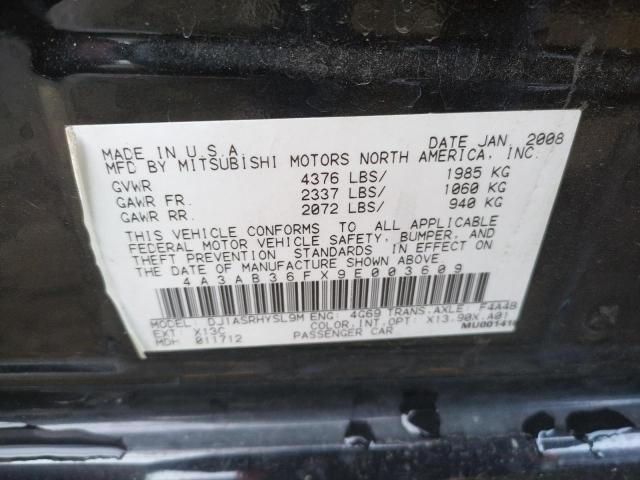 MADE IN U.S.A. DATE JAN, 2008
MFD BY MITSUBISHI MOTORS NORTH AMERICA, INC.
GVWR 4376 LBS/ 1985 KG
GAWR FR. 2337 LBS/ 1060 KG
GAWR RR. 2072 LBS/ 940 KG
THIS VEHICLE CONFORMS TO ALL APPLICABLE
FEDERAL MOTOR VEHICLE SAFETY, BUMPER, AND
THEFT PREVENTION STANDARDS IN EFFECT ON
THE DATE OF MANUFACTURE SHOWN ABOVE
4A3AB36FX9E003609
MODEL: DJ1ASRHYSL9M ENG: 4G69 TRANS.AXLE F4A4B
EXT X13C COLOR.INT.OPT: X13.90X.A01
MDH 011712 PASSENGER CAR MU00141